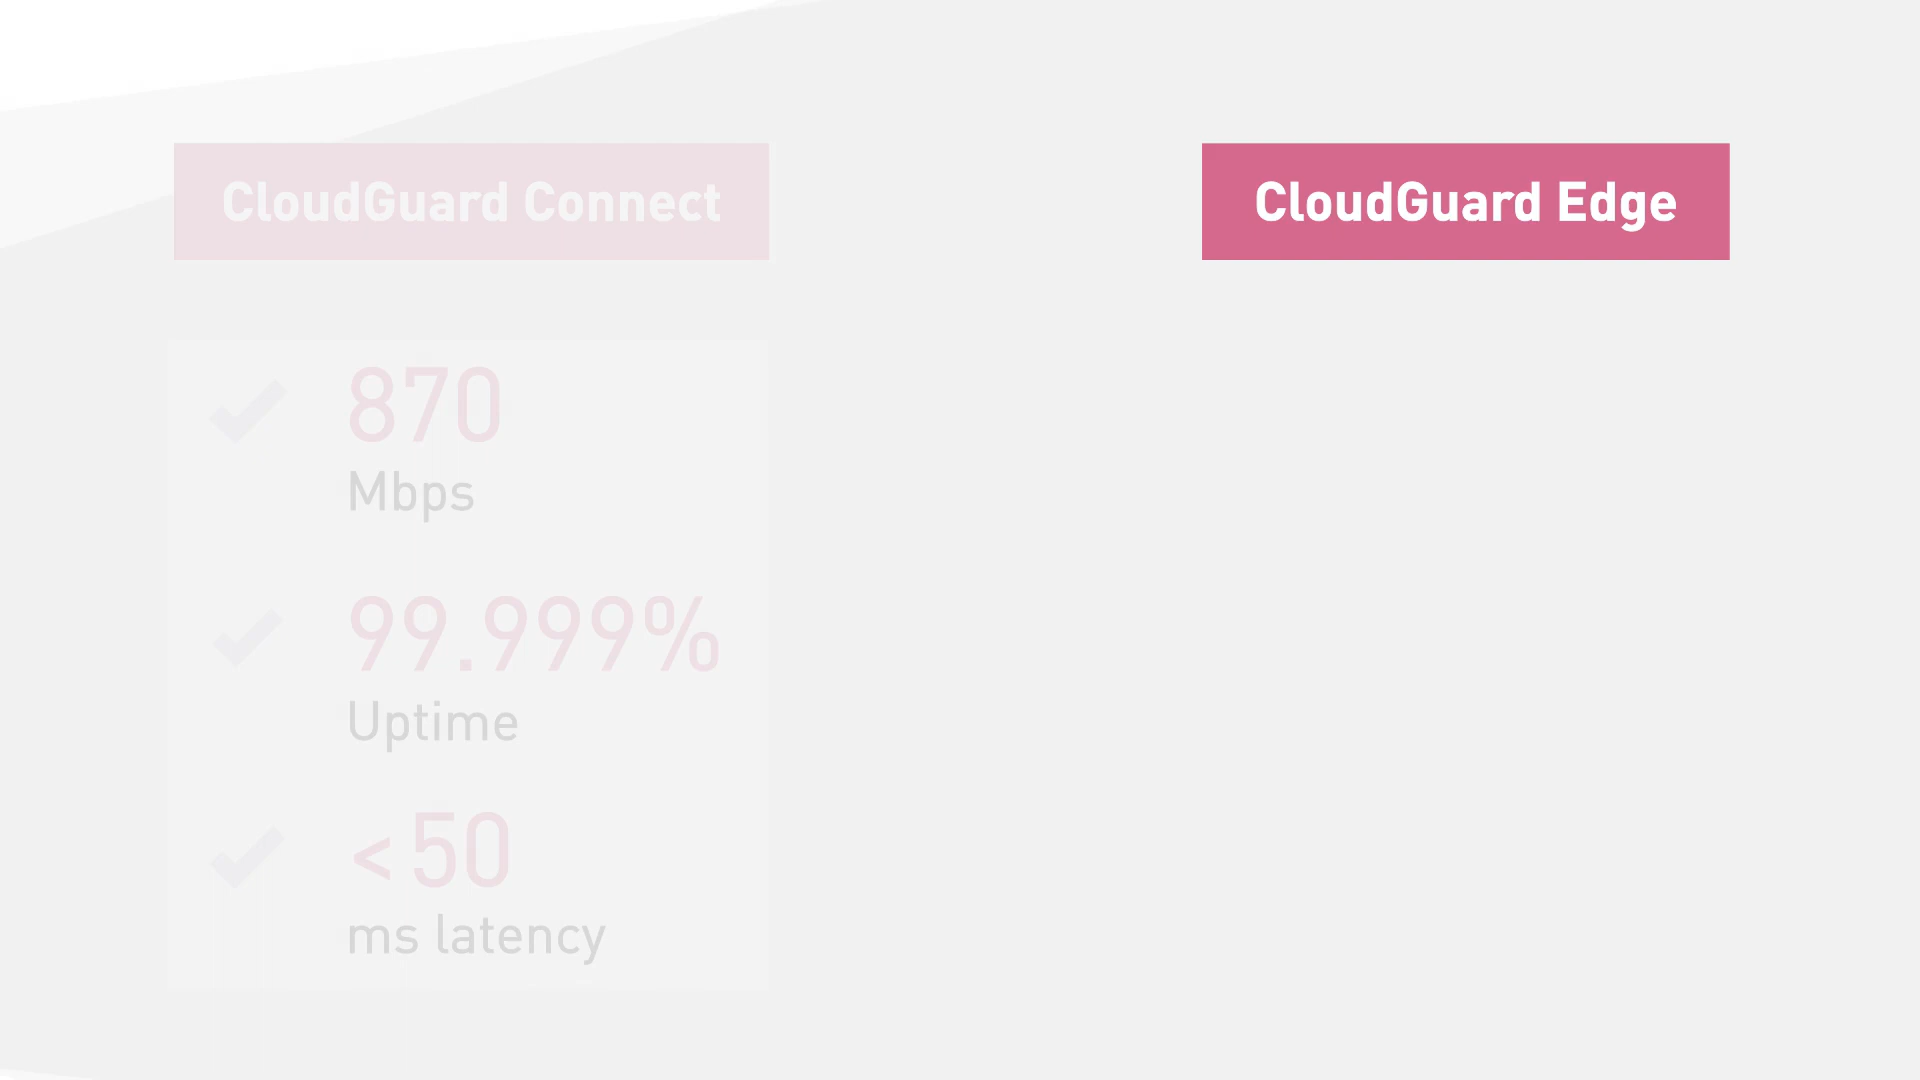 CloudGuard Connect
CloudGuard Edge
870
Mbps
99.999%
Uptime
<50
ms latency